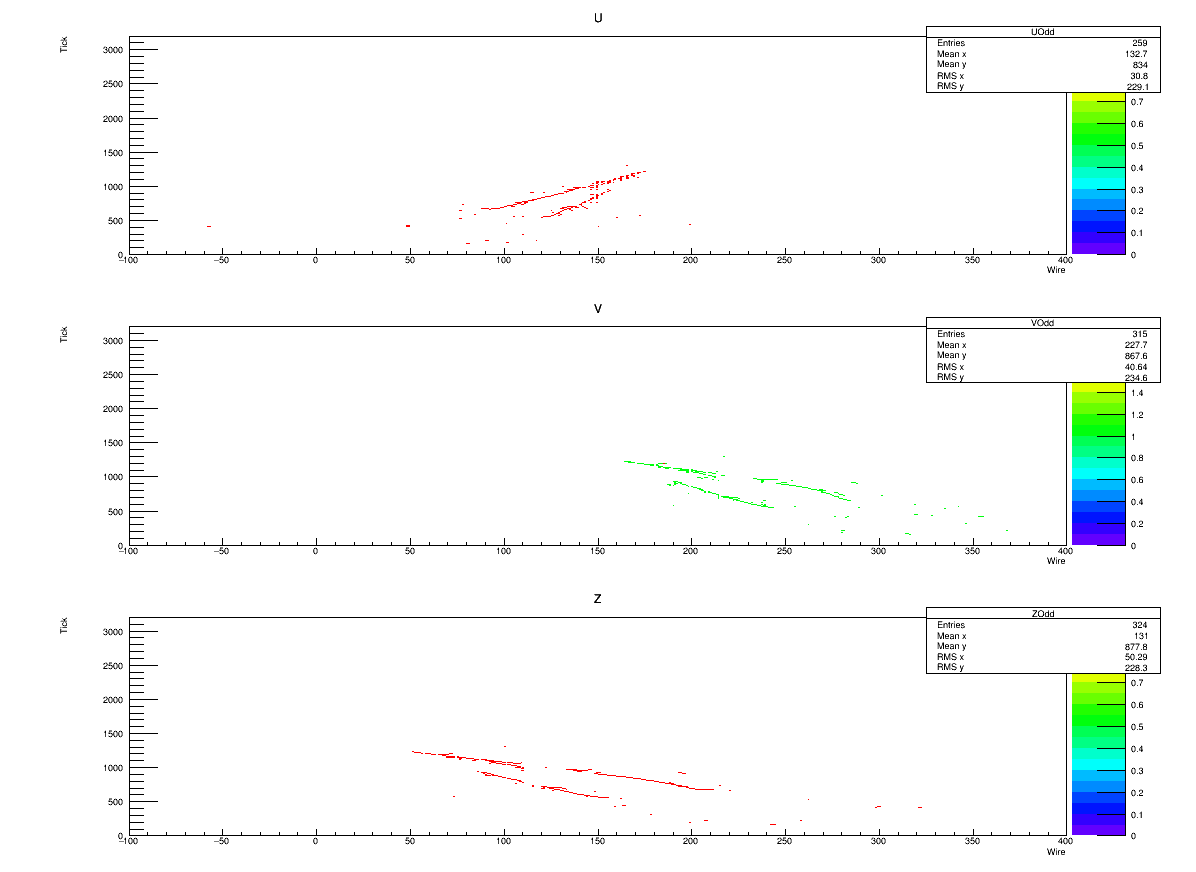 U
Tick
UOdd
Entries 259
Mean x 132.7
Mean y 834
RMS x 30.8
RMS y 229.1
3000
2500
2000
1500
1000
500
0
0.7
0.6
0.5
0.4
0.3
0.2
0.1
0
−100 −50 0 50 100 150 200 250 300 350 400
Wire
V
Tick
VOdd
Entries 315
Mean x 227.7
Mean y 867.6
RMS x 40.64
RMS y 234.6
3000
2500
2000
1500
1000
500
0
1.4
1.2
1
0.8
0.6
0.4
0.2
0
−100 −50 0 50 100 150 200 250 300 350 400
Wire
Z
Tick
ZOdd
Entries 324
Mean x 131
Mean y 877.8
RMS x 50.29
RMS y 228.3
3000
2500
2000
1500
1000
500
0
0.7
0.6
0.5
0.4
0.3
0.2
0.1
0
−100 −50 0 50 100 150 200 250 300 350 400
Wire